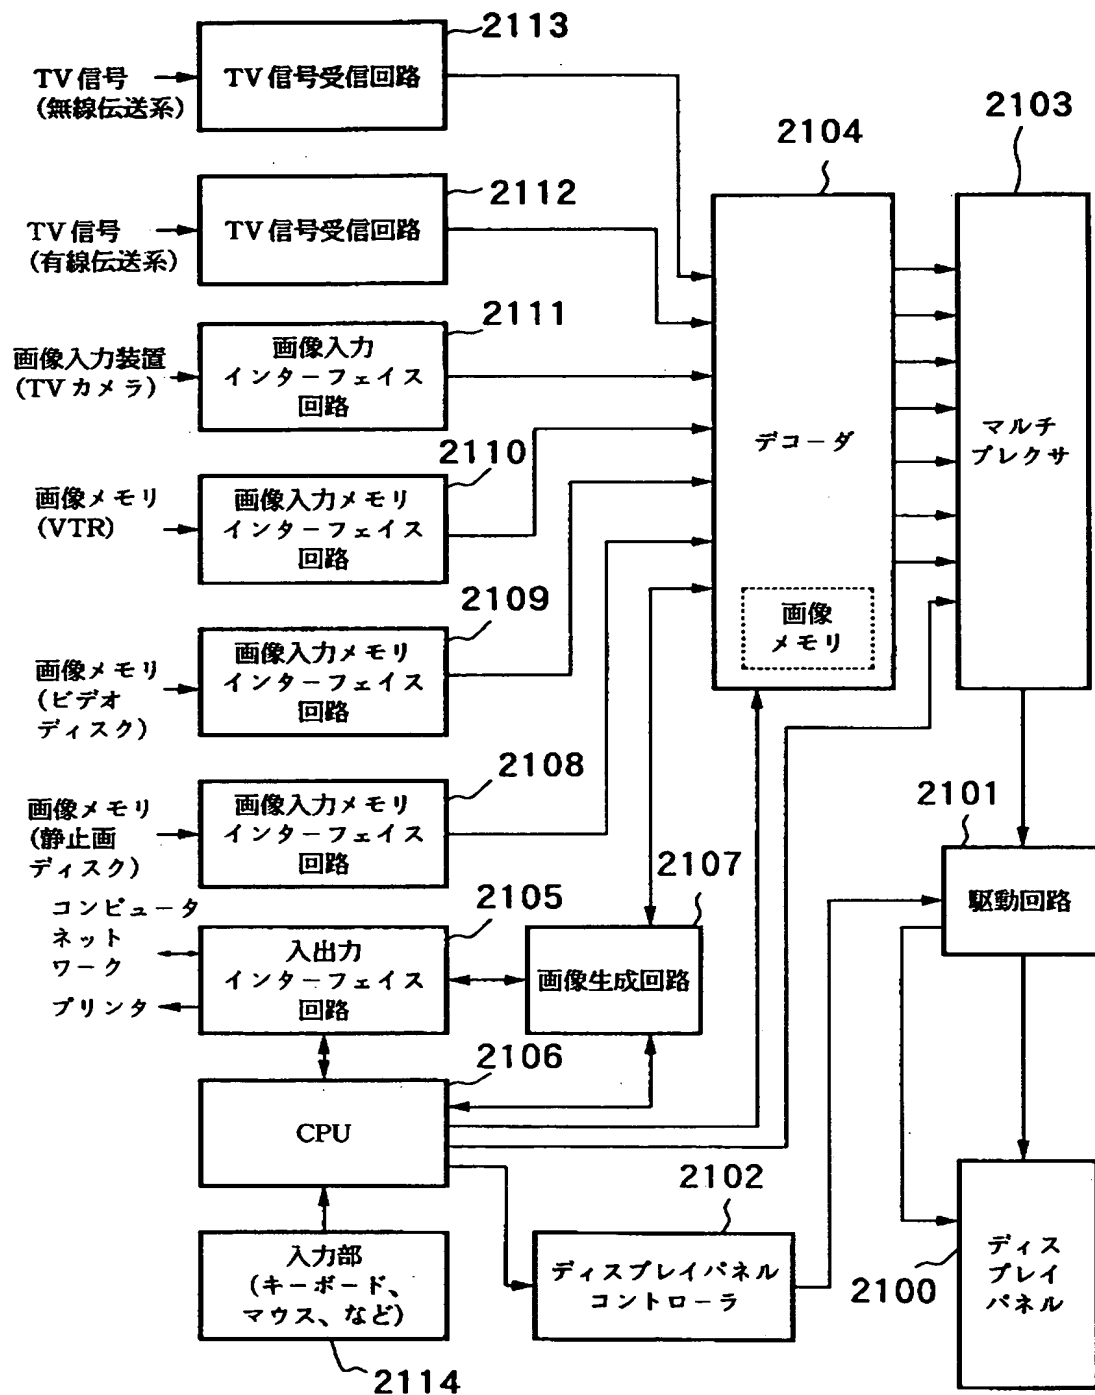 2113
TV信号
(無線伝送系)
TV信号受信回路
2112
TV信号
(有線伝送系)
TV信号受信回路
2111
画像入力装置
(TVカメラ)
画像入力
インターフェイス
回路
2110
画像メモリ
(VTR)
画像入力メモリ
インターフェイス
回路
2109
画像メモリ
(ビデオ
ディスク)
画像入力メモリ
インターフェイス
回路
2108
画像メモリ
(静止画
ディスク)
画像入力メモリ
インターフェイス
回路
2105
コンピュータ
ネット
ワーク
プリンタ
入出力
インターフェイス
回路
2107
画像生成回路
2106
CPU
入力部
(キーボード、
マウス、など)
2114
2104
デコーダ
画像
メモリ
2103
マルチ
プレクサ
2101
駆動回路
2102
ディスプレイパネル
コントローラ
2100
ディス
プレイ
パネル